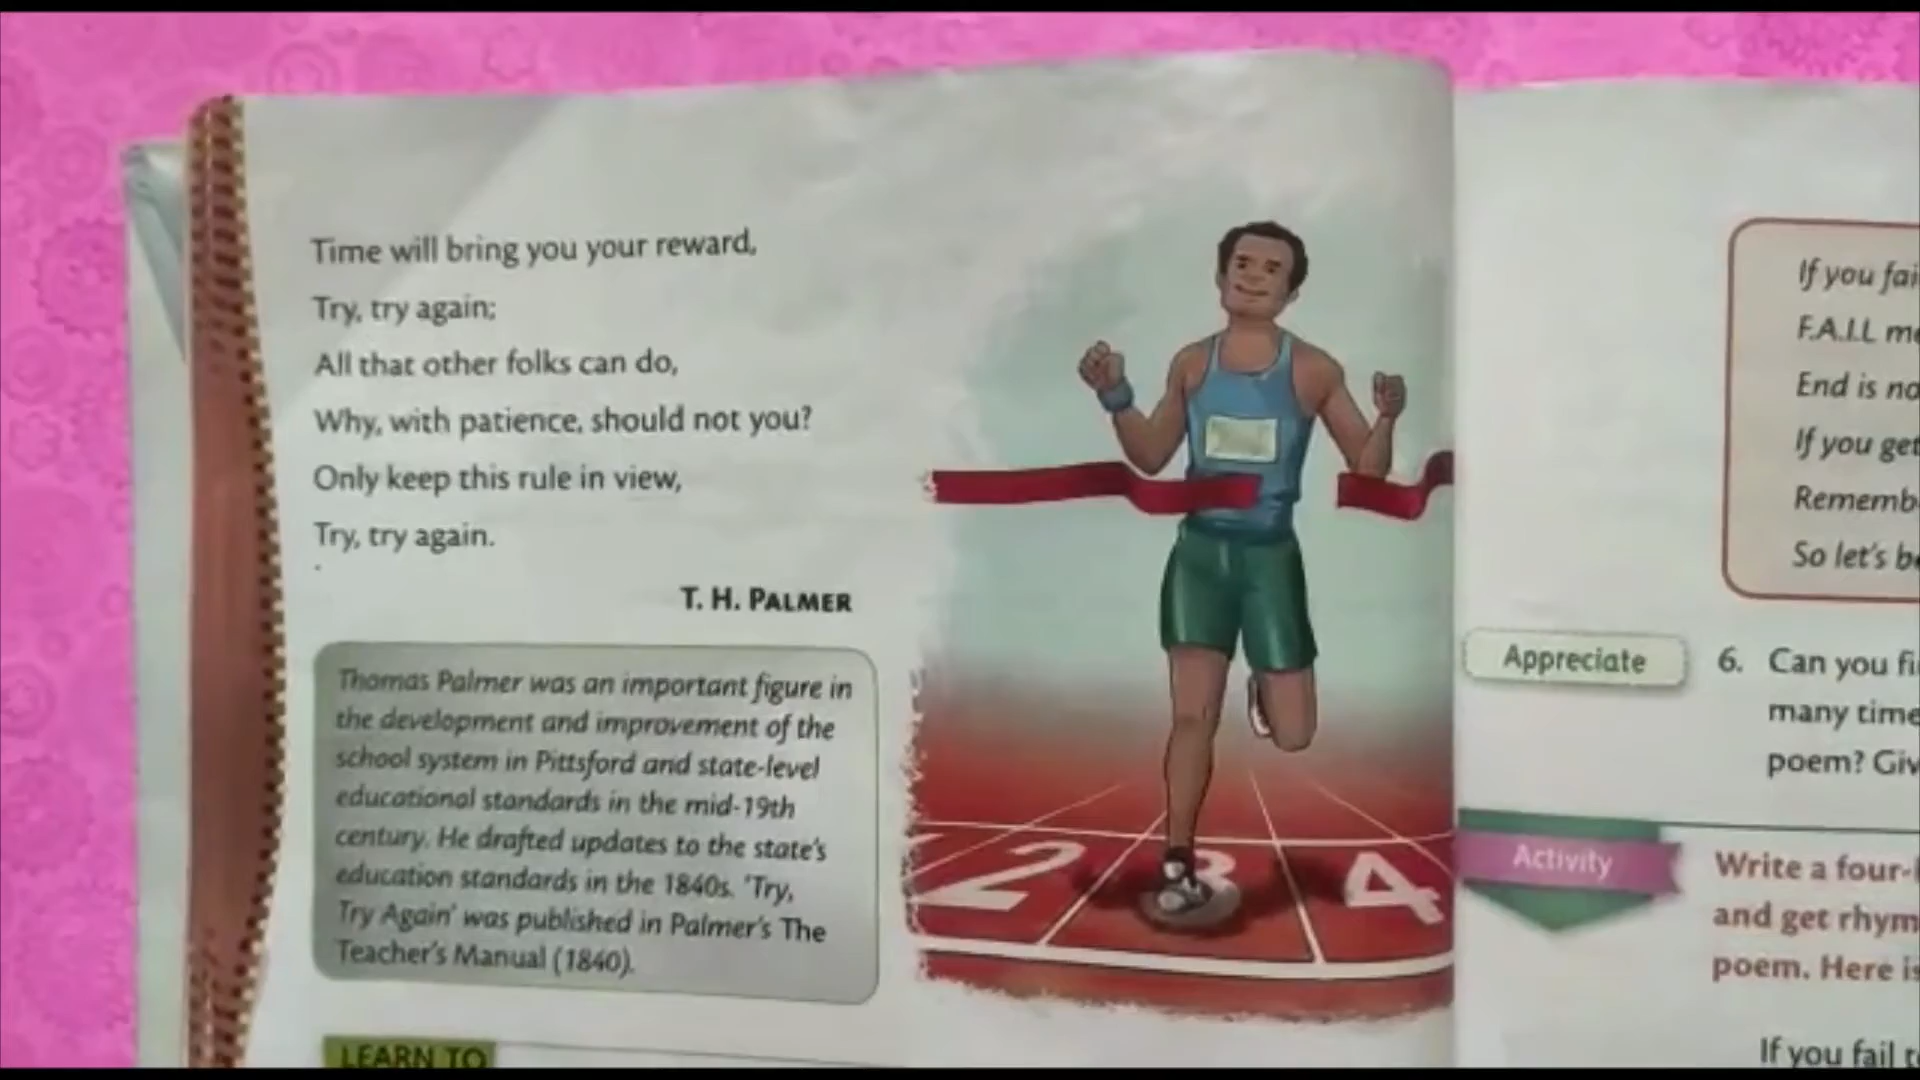 Time will bring you your reward,
Try, try again;
All that other folks can do,
Why, with patience, should not you?
Only keep this rule in view,
Try, try again.
T. H. PALMER
Thomas Palmer was an important figure in
the development and improvement of the
school system in Pittsford and state-level
educational standards in the mid-19th
century. He drafted updates to the state's
education standards in the 1840s. 'Try,
Try Again' was published in Palmer's The
Teacher's Manual (1840).
LEARN TO
2 3 4
If you
F.A.I.L
End is
If you get
So let's
Appreciate
6. Can you
many
poem?
Activity
Write a
and get
poem. Here
If you fail